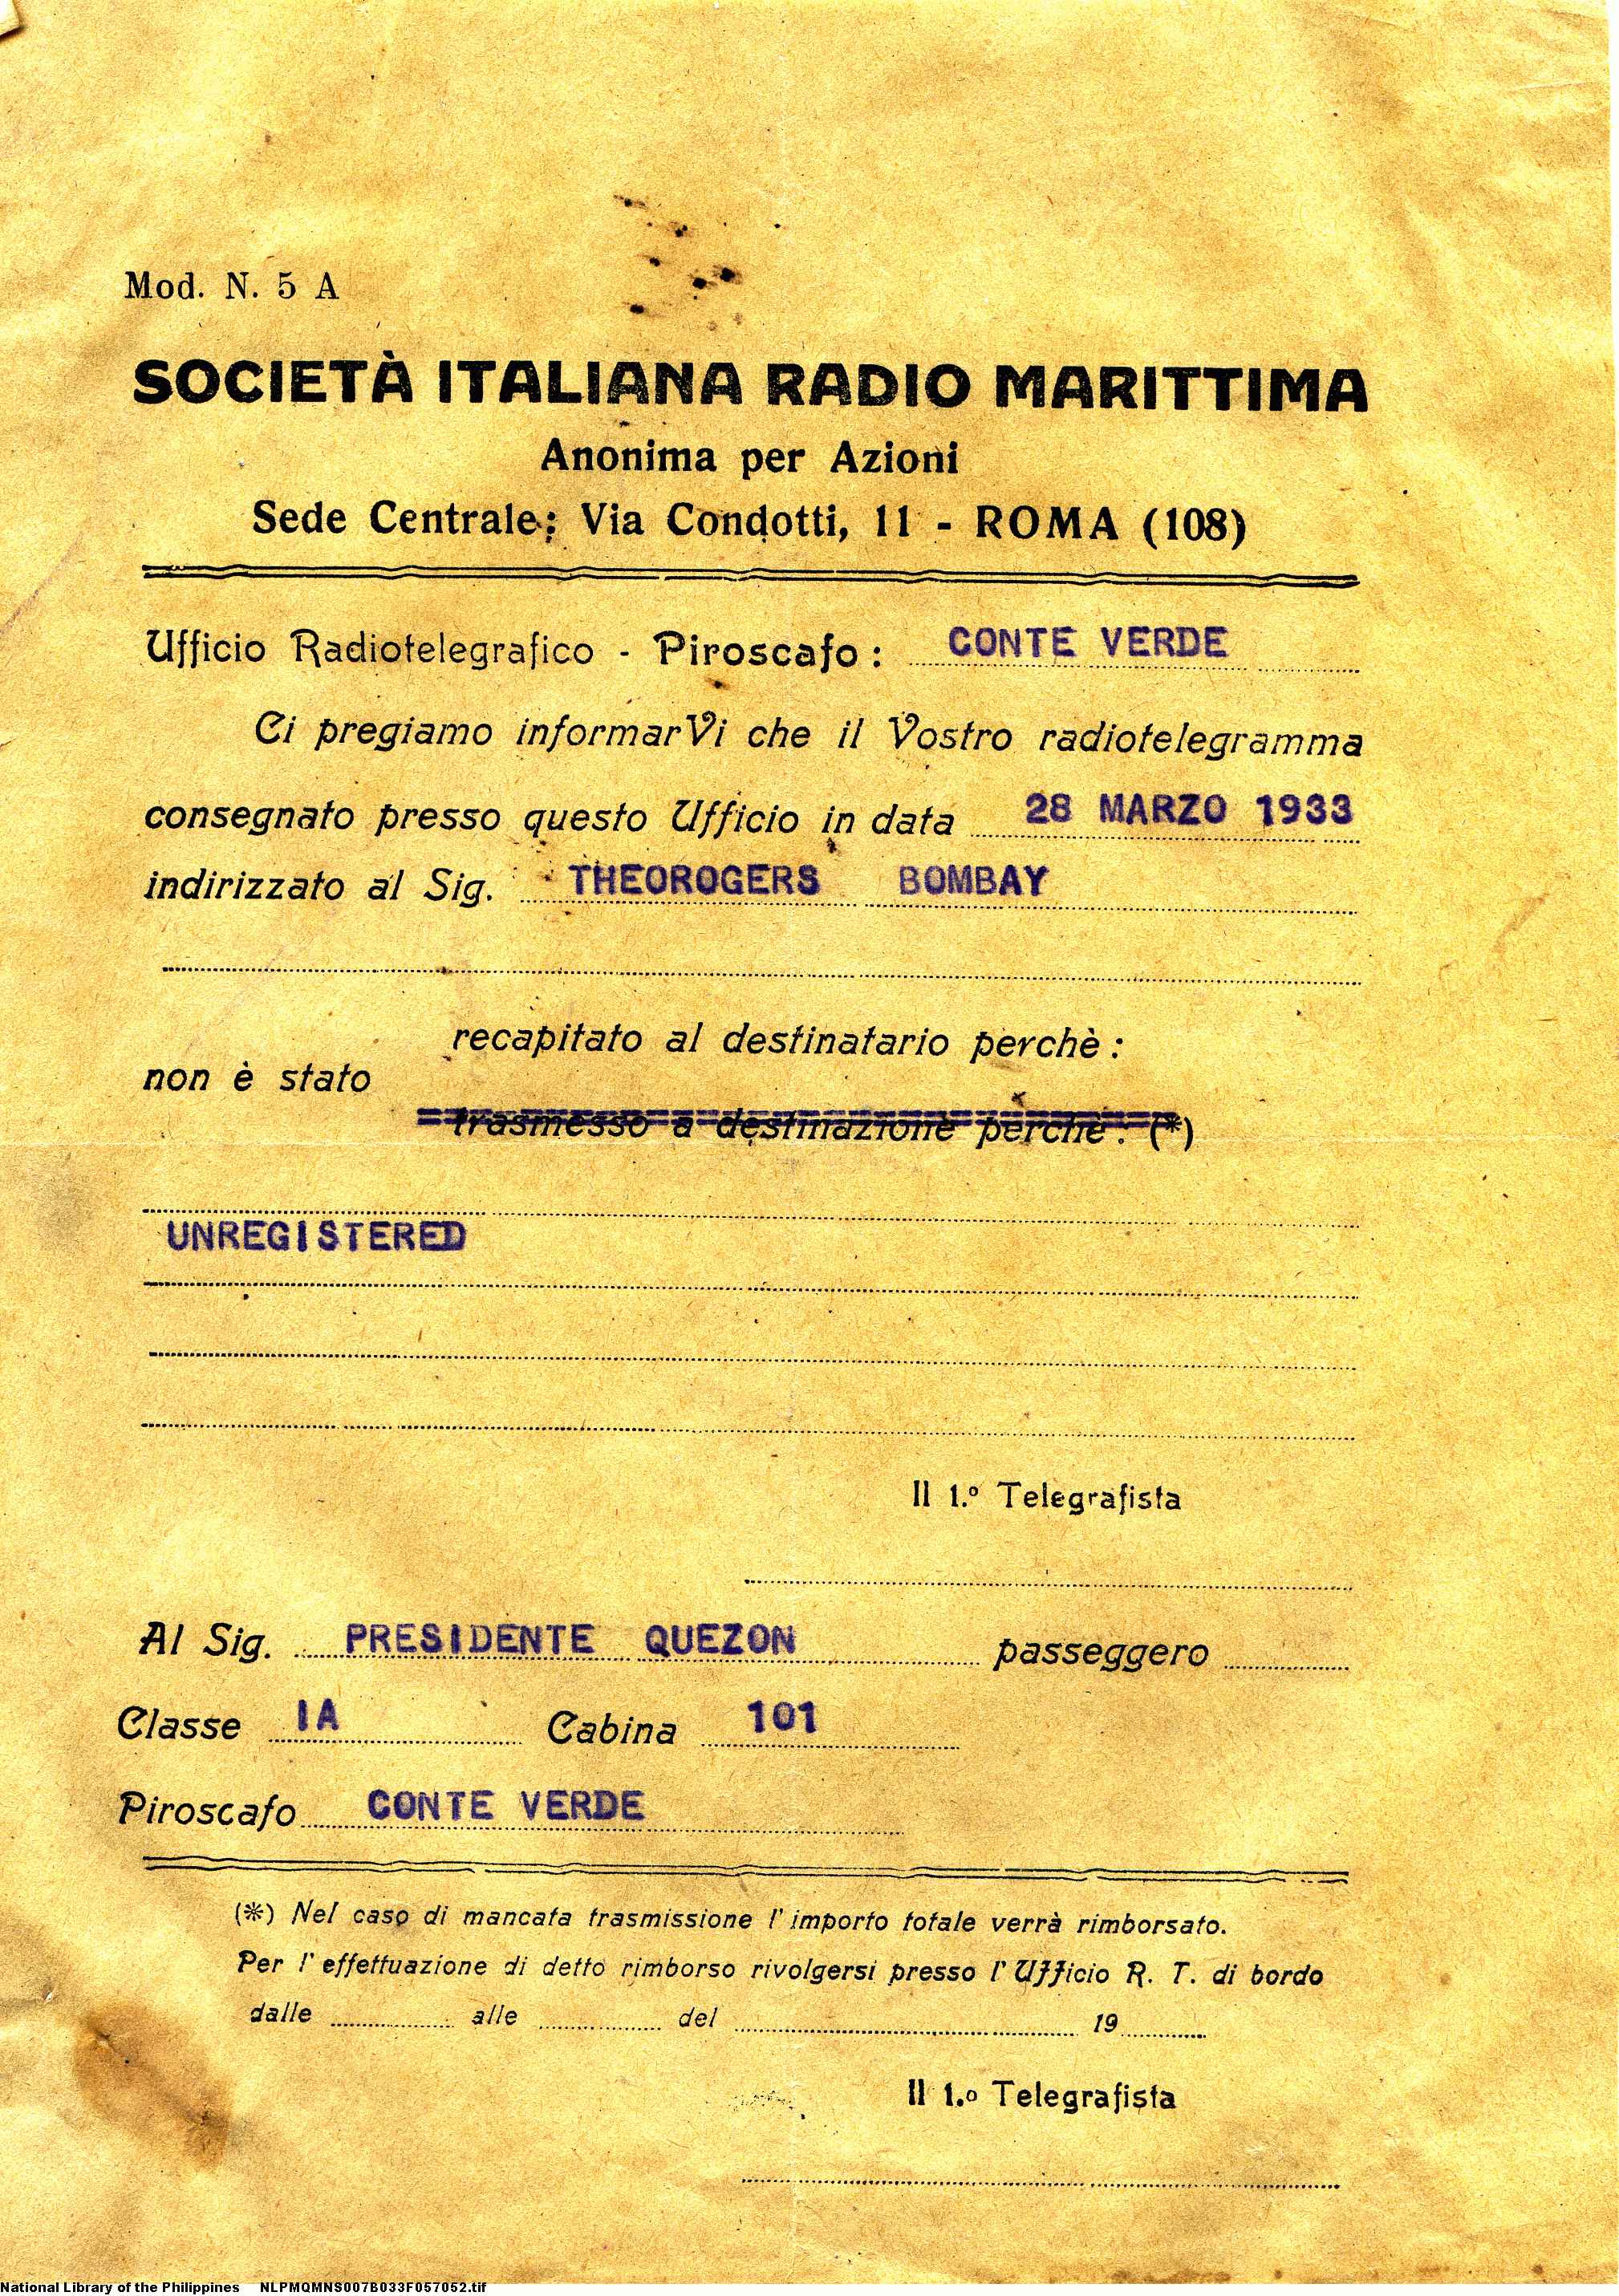 Mod. N. 5 A
SOCIETÀ ITALIANA RADIO MARITTIMA
Anonima per Azioni
Sede Centrale: Via Condotti, 11 - ROMA (108)
Ufficio Radiotelegrafico - Piroscafo: CONTE VERDE
Ci pregiamo informarVi che il Vostro radiotelegramma
consegnato presso questo Ufficio in data 28 MARZO 1933
indirizzato al Sig. THEOROGERS BOMBAY
recapitato al destinatario perchè:
non è stato
trasmesso a destinazione perchè: (*)
UNREGISTERED
Il 1.º Telegrafista
Al Sig. PRESIDENTE QUEZON passeggero
Classe IA Cabina 101
Piroscafo CONTE VERDE
(*) Nel caso di mancata trasmissione l'importo totale verrà rimborsato.
Per l'effettuazione di detto rimborso rivolgersi presso l'Ufficio R. T. di bordo
dalle alle del 19
Il 1.º Telegrafista
National Library of the Philippines NLPMQMNS007B033F057052.tif